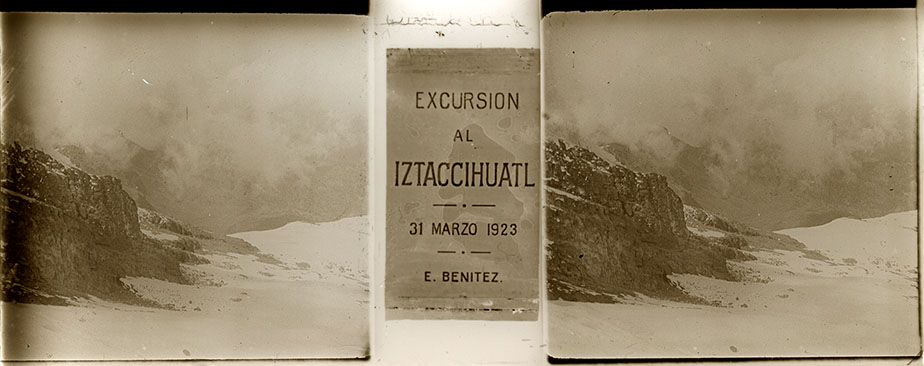 EXCURSION
AL
IZTACCIHUATL
31 MARZO 1923
E. BENITEZ.